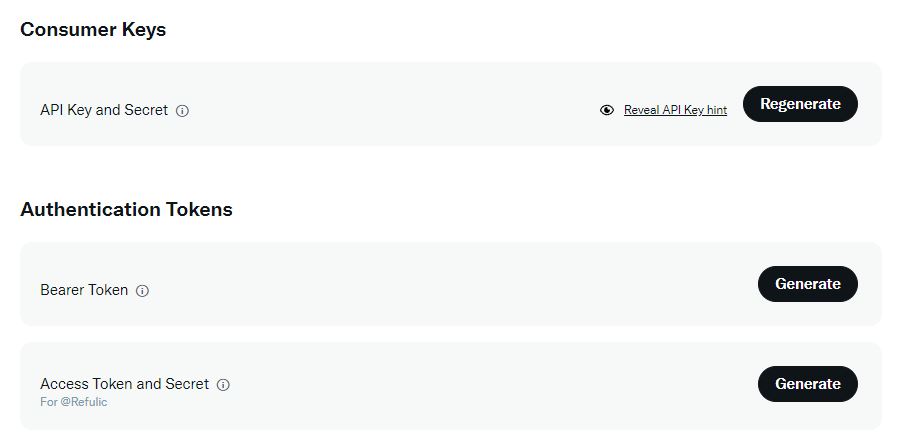 Consumer Keys
API Key and Secret
Reveal API Key hint
Regenerate
Authentication Tokens
Bearer Token
Generate
Access Token and Secret
For @Refulic
Generate